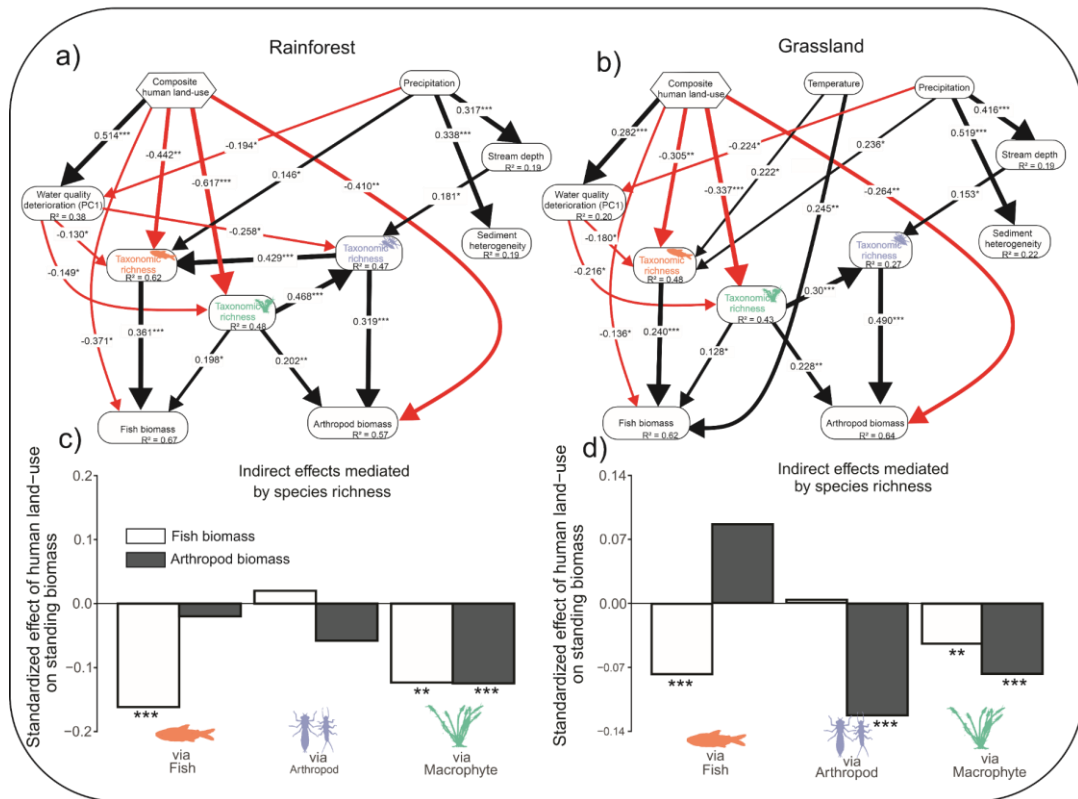 a)
Rainforest
Composite
human land-use
Precipitation
0.514***
-0.442**
-0.617***
-0.194*
0.146*
0.317***
0.338***
-0.410**
Stream depth
R² = 0.19
Water quality
deterioration (PC1)
R² = 0.38
0.181*
-0.130*
-0.258*
Sediment
heterogeneity
R² = 0.19
Taxonomic
richness
R² = 0.62
0.429***
Taxonomic
richness
R² = 0.47
-0.149*
Taxonomic
richness
R² = 0.48
0.468***
-0.371*
0.361***
0.198*
0.202**
0.319***
Fish biomass
R² = 0.67
Arthropod biomass
R² = 0.57
b)
Grassland
Composite
human land-use
Temperature
Precipitation
0.282***
-0.305**
-0.337***
-0.224*
0.222*
0.236*
0.416***
0.519***
0.245**
-0.264**
Stream depth
R² = 0.19
Water quality
deterioration (PC1)
R² = 0.20
0.153*
-0.180*
Sediment
heterogeneity
R² = 0.22
Taxonomic
richness
R² = 0.48
Taxonomic
richness
R² = 0.27
-0.216*
Taxonomic
richness
R² = 0.43
0.30***
-0.136*
0.240***
0.128*
0.228**
0.490***
Fish biomass
R² = 0.62
Arthropod biomass
R² = 0.64
c)
Indirect effects mediated
by species richness
Standardized effect of human land−use
on standing biomass
0.2
0.1
0.0
−0.1
−0.2
Fish biomass
Arthropod biomass
***
**
***
via
Fish
via
Arthropod
via
Macrophyte
d)
Indirect effects mediated
by species richness
Standardized effect of human land−use
on standing biomass
0.14
0.07
0.00
−0.07
−0.14
***
***
**
***
via
Fish
via
Arthropod
via
Macrophyte